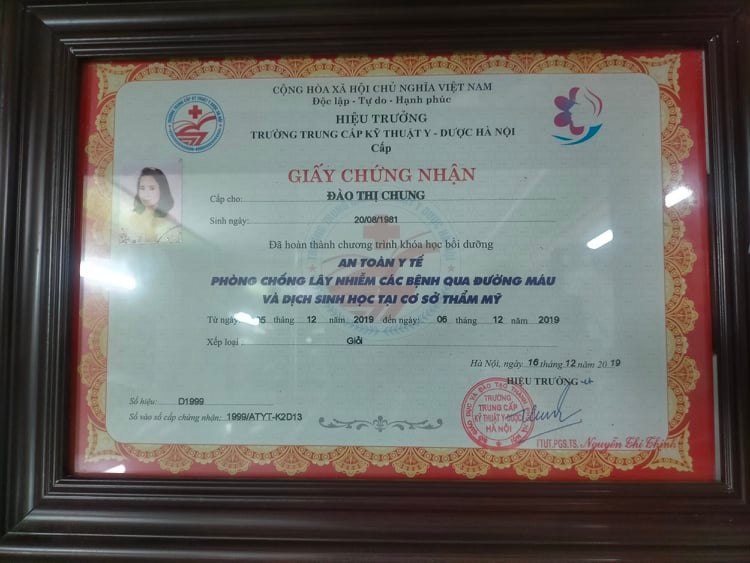 CỘNG HÒA XÃ HỘI CHỦ NGHĨA VIỆT NAM
Độc lập - Tự do - Hạnh phúc
HIỆU TRƯỞNG
TRƯỜNG TRUNG CẤP KỸ THUẬT Y - DƯỢC HÀ NỘI
Cấp
GIẤY CHỨNG NHẬN
Cấp cho: ĐÀO THỊ CHUNG
Sinh ngày: 20/08/1981
Đã hoàn thành chương trình khóa học bồi dưỡng
AN TOÀN Y TẾ
PHÒNG CHỐNG LÂY NHIỄM CÁC BỆNH QUA ĐƯỜNG MÁU
VÀ DỊCH SINH HỌC TẠI CƠ SỞ THẨM MỸ
Từ ngày: 05 tháng 12 năm 2019 đến ngày: 06 tháng 12 năm 2019
Xếp loại: Giỏi
Hà Nội, ngày 16 tháng 12 năm 2019
HIỆU TRƯỞNG
Số hiệu: D1999
Số vào sổ cấp chứng nhận: 1999/ATYT-K2D13
TRƯỜNG
TRUNG CẤP
KỸ THUẬT Y-DƯỢC
HÀ NỘI
TTƯT.PGS.TS. Nguyễn Thị Thịnh